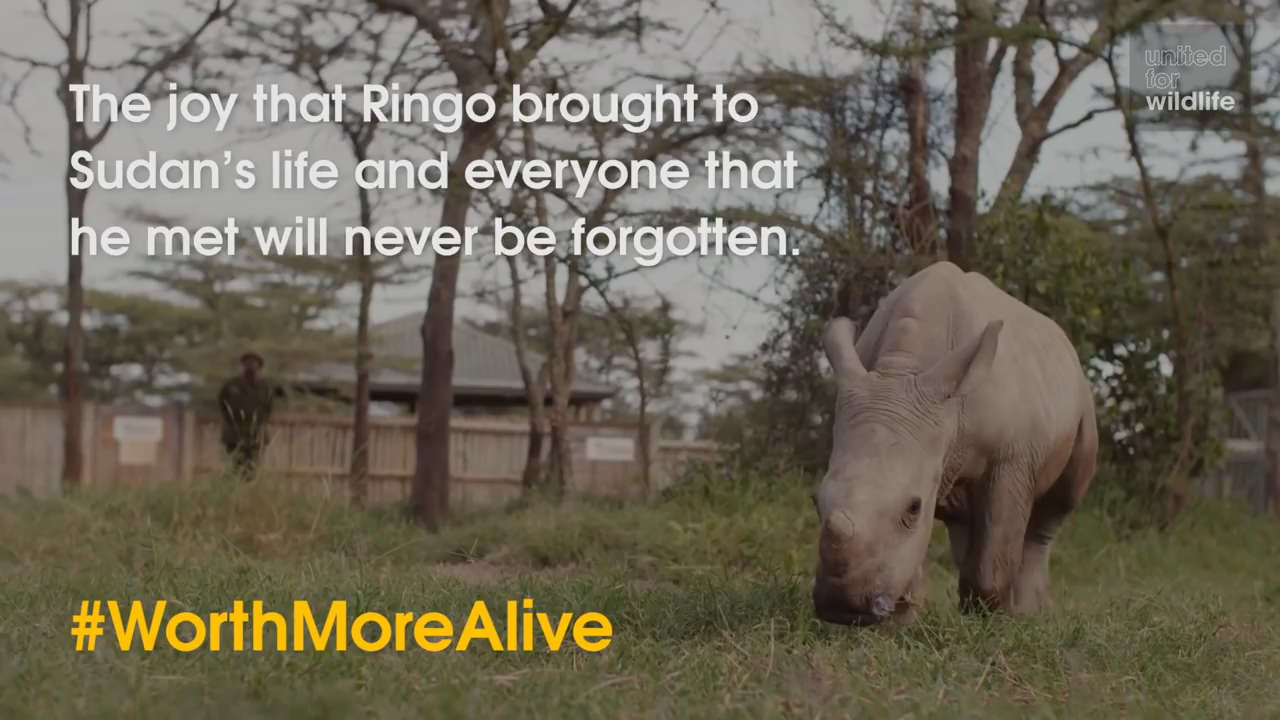 The joy that Ringo brought to
Sudan’s life and everyone that
he met will never be forgotten.
#WorthMoreAlive
united
for
wildlife